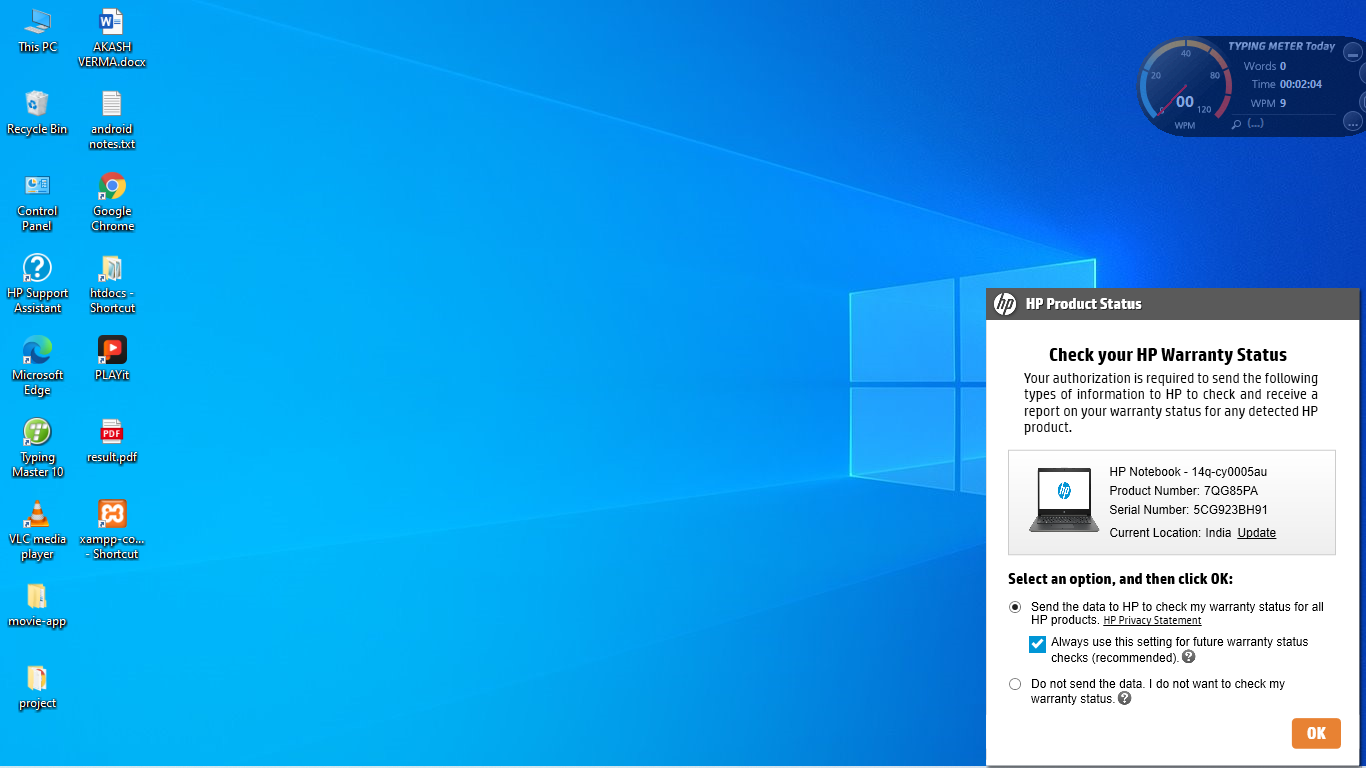 This PC
AKASH
VERMA.docx
Recycle Bin
android
notes.txt
Control
Panel
Google
Chrome
HP Support
Assistant
htdocs -
Shortcut
Microsoft
Edge
PLAYit
Typing
Master 10
PDF
result.pdf
VLC media
player
xampp-co...
- Shortcut
movie-app
project
TYPING METER Today
Words 0
Time 00:02:04
WPM 9
(...)
0
20
40
80
120
00
WPM
hp HP Product Status
Check your HP Warranty Status
Your authorization is required to send the following
types of information to HP to check and receive a
report on your warranty status for any detected HP
product.
HP Notebook - 14q-cy0005au
Product Number: 7QG85PA
Serial Number: 5CG923BH91
Current Location: India Update
Select an option, and then click OK:
Send the data to HP to check my warranty status for all
HP products. HP Privacy Statement
Always use this setting for future warranty status
checks (recommended). ?
Do not send the data. I do not want to check my
warranty status. ?
OK